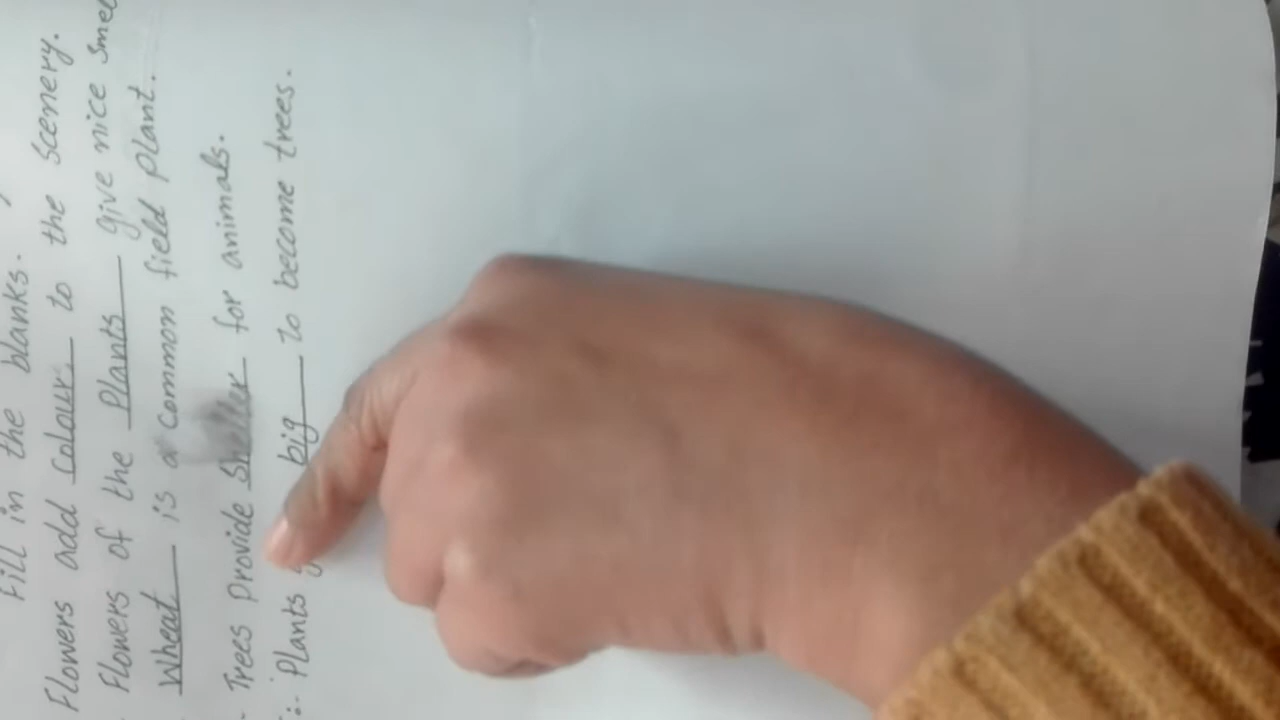 Fill in the blanks.
Flowers add Colour. to the scenery.
Flowers of the Plants give nice
Wheat is a Common field plant.
Trees Provide Shelter for animals.
Plants big to become trees.